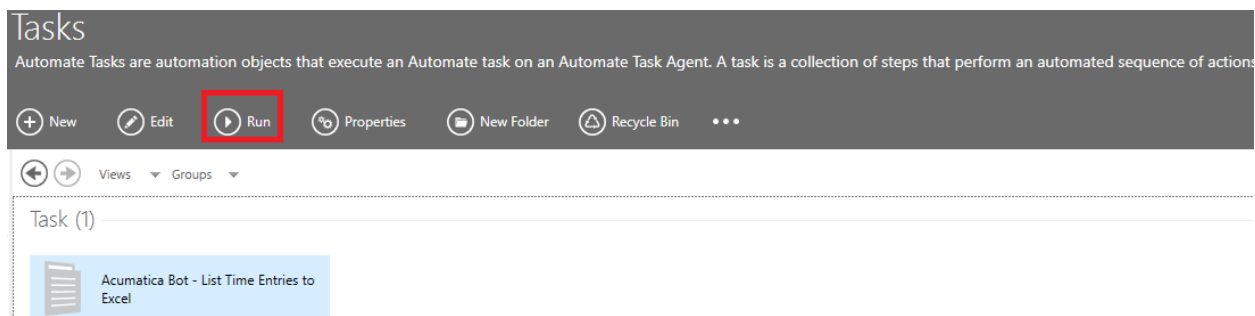 Tasks
Automate Tasks are automation objects that execute an Automate task on an Automate Task Agent. A task is a collection of steps that perform an automated sequence of actions
New Edit Run Properties New Folder Recycle Bin •••
Views Groups
Task (1)
Acumatica Bot - List Time Entries to
Excel